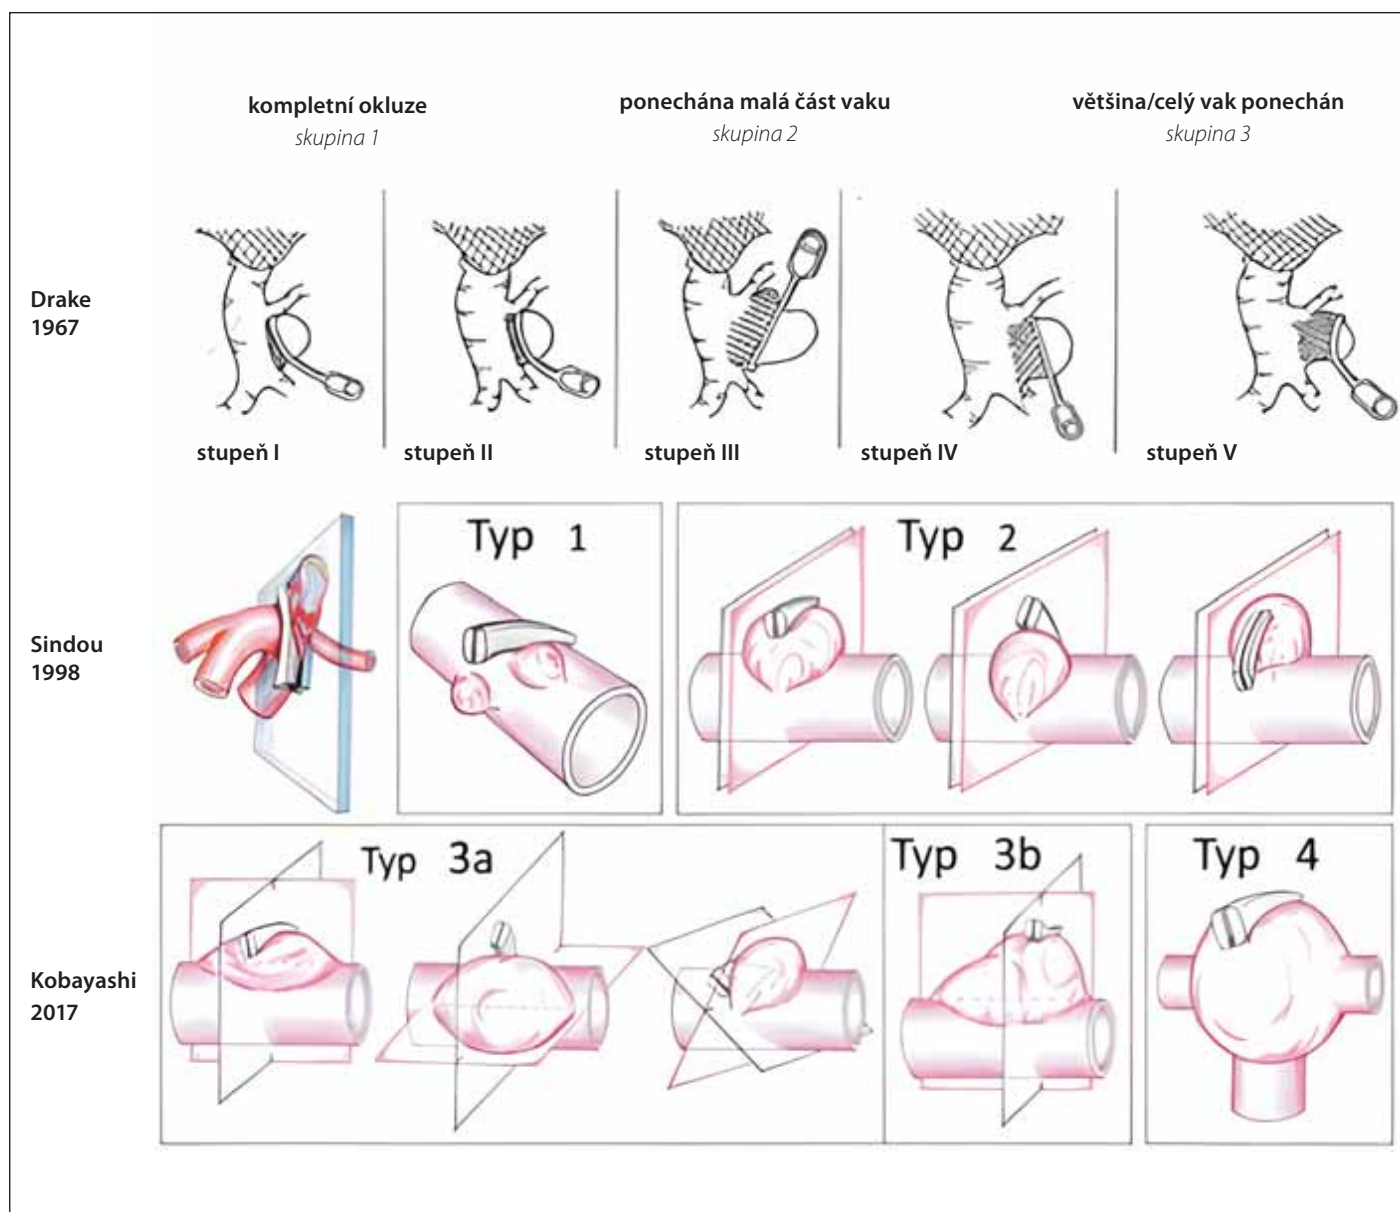 kompletní okluze
skupina 1
ponechána malá část vaku
skupina 2
většina/celý vak ponechán
skupina 3
Drake
1967
stupeň I
stupeň II
stupeň III
stupeň IV
stupeň V
Sindou
1998
Typ 1
Typ 2
Kobayashi
2017
Typ 3a
Typ 3b
Typ 4